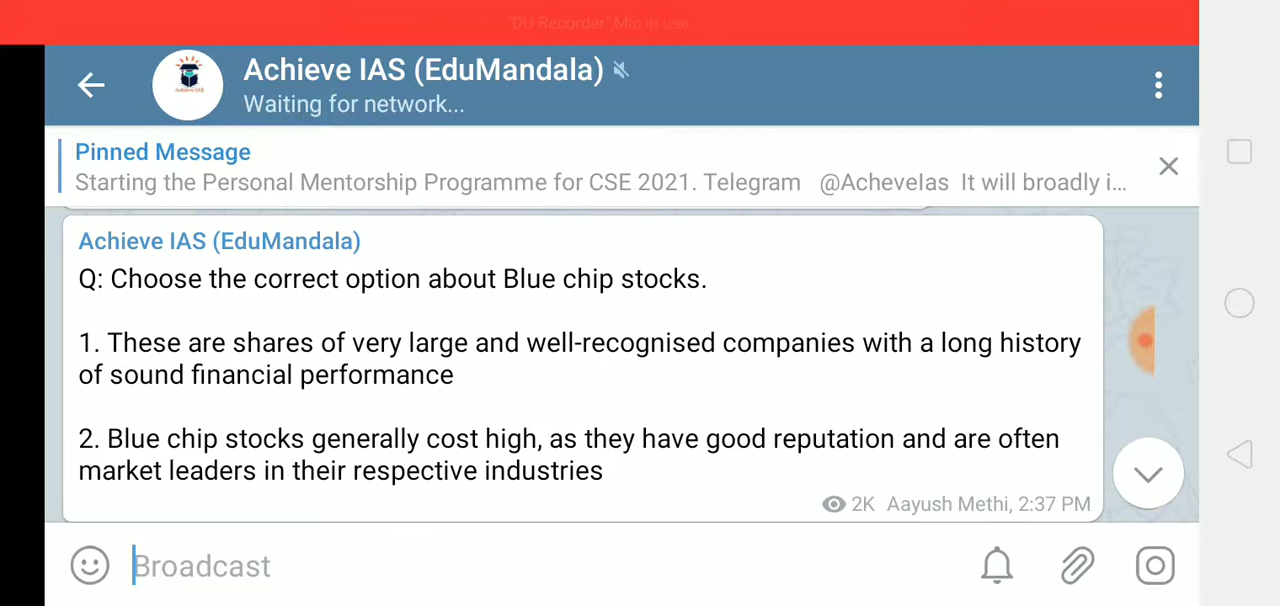 "DU Recorder",Mic in use.
Achieve IAS (EduMandala)
Waiting for network...
Pinned Message
Starting the Personal Mentorship Programme for CSE 2021. Telegram @AcheveIas It will broadly i...
Achieve IAS (EduMandala)
Q: Choose the correct option about Blue chip stocks.
1. These are shares of very large and well-recognised companies with a long history
of sound financial performance
2. Blue chip stocks generally cost high, as they have good reputation and are often
market leaders in their respective industries
2K Aayush Methi, 2:37 PM
Broadcast